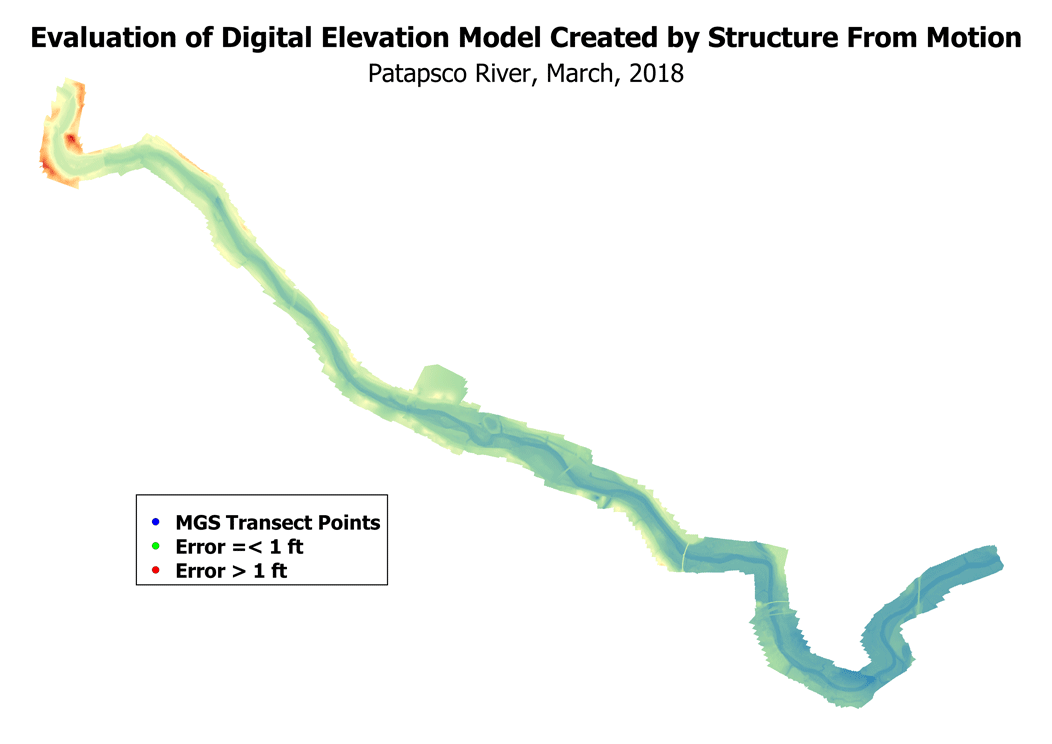 Evaluation of Digital Elevation Model Created by Structure From Motion
Patapsco River, March, 2018
MGS Transect Points
Error =< 1 ft
Error > 1 ft